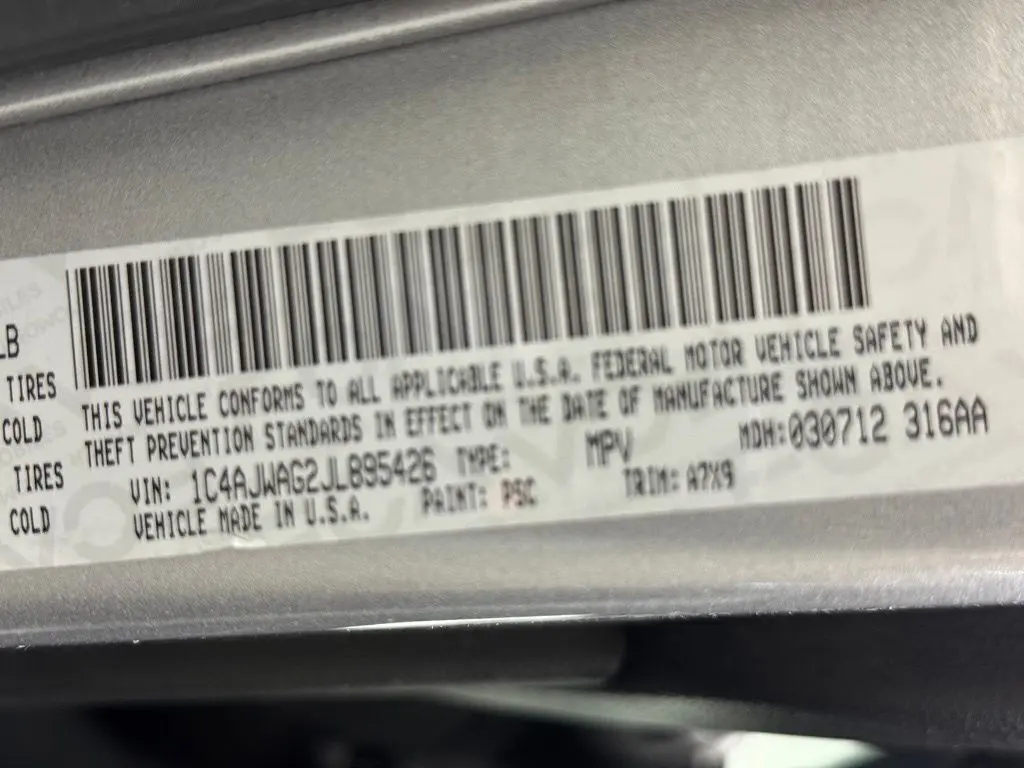 LB
TIRES
COLD
TIRES
COLD
THIS VEHICLE CONFORMS TO ALL APPLICABLE U.S.A. FEDERAL MOTOR VEHICLE SAFETY AND
THEFT PREVENTION STANDARDS IN EFFECT ON THE DATE OF MANUFACTURE SHOWN ABOVE.
VIN: 1C4AJWAG2JL895426 TYPE: MPV MDH:030712 316AA
VEHICLE MADE IN U.S.A. PAINT: PSC TRIM: A7X9